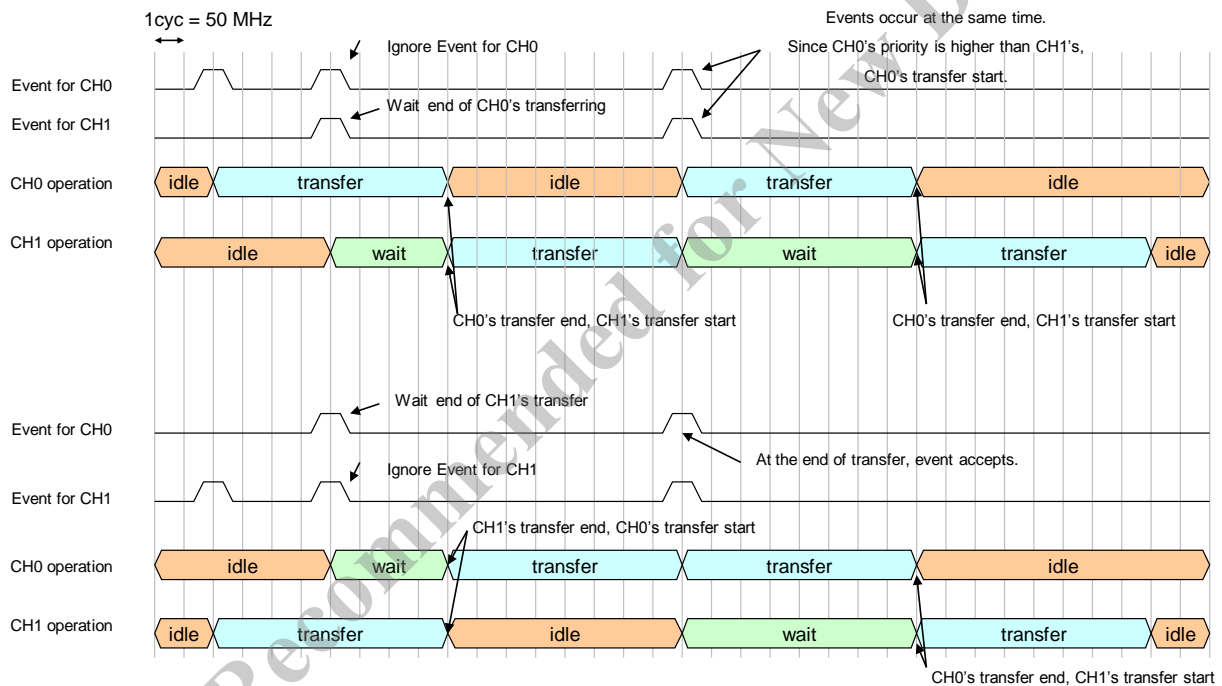 1cyc = 50 MHz
Events occur at the same time.
Ignore Event for CH0
Since CH0's priority is higher than CH1's,
CH0's transfer start.
Event for CH0
Wait end of CH0's transferring
Event for CH1
CH0 operation
idle
transfer
idle
transfer
idle
CH1 operation
idle
wait
transfer
wait
transfer
idle
CH0's transfer end, CH1's transfer start
CH0's transfer end, CH1's transfer start
Wait end of CH1's transfer
Event for CH0
At the end of transfer, event accepts.
Ignore Event for CH1
Event for CH1
CH1's transfer end, CH0's transfer start
CH0 operation
idle
wait
transfer
transfer
idle
CH1 operation
idle
transfer
idle
wait
transfer
idle
CH0's transfer end, CH1's transfer start
Recommended for New D